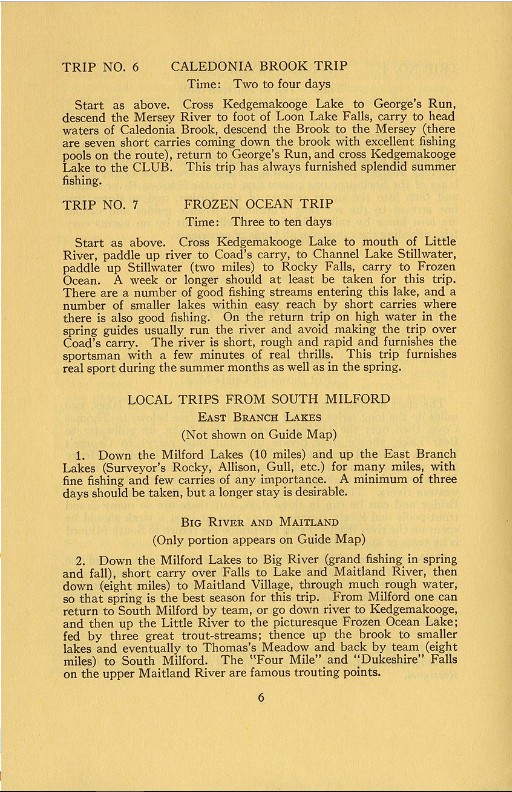 TRIP NO. 6 CALEDONIA BROOK TRIP
Time: Two to four days
Start as above. Cross Kedgemakooge Lake to George's Run,
descend the Mersey River to foot of Loon Lake Falls, carry to head
waters of Caledonia Brook, descend the Brook to the Mersey (there
are seven short carries coming down the brook with excellent fishing
pools on the route), return to George's Run, and cross Kedgemakooge
Lake to the CLUB. This trip has always furnished splendid summer
fishing.
TRIP NO. 7 FROZEN OCEAN TRIP
Time: Three to ten days
Start as above. Cross Kedgemakooge Lake to mouth of Little
River, paddle up river to Coad's carry, to Channel Lake Stillwater,
paddle up Stillwater (two miles) to Rocky Falls, carry to Frozen
Ocean. A week or longer should at least be taken for this trip.
There are a number of good fishing streams entering this lake, and a
number of smaller lakes within easy reach by short carries where
there is also good fishing. On the return trip on high water in the
spring guides usually run the river and avoid making the trip over
Coad's carry. The river is short, rough and rapid and furnishes the
sportsman with a few minutes of real thrills. This trip furnishes
real sport during the summer months as well as in the spring.
LOCAL TRIPS FROM SOUTH MILFORD
EAST BRANCH LAKES
(Not shown on Guide Map)
1. Down the Milford Lakes (10 miles) and up the East Branch
Lakes (Surveyor's Rocky, Allison, Gull, etc.) for many miles, with
fine fishing and few carries of any importance. A minimum of three
days should be taken, but a longer stay is desirable.
BIG RIVER AND MAITLAND
(Only portion appears on Guide Map)
2. Down the Milford Lakes to Big River (grand fishing in spring
and fall), short carry over Falls to Lake and Maitland River, then
down (eight miles) to Maitland Village, through much rough water,
so that spring is the best season for this trip. From Milford one can
return to South Milford by team, or go down river to Kedgemakooge,
and then up the Little River to the picturesque Frozen Ocean Lake;
fed by three great trout-streams; thence up the brook to smaller
lakes and eventually to Thomas's Meadow and back by team (eight
miles) to South Milford. The "Four Mile" and "Dukeshire" Falls
on the upper Maitland River are famous trouting points.
6